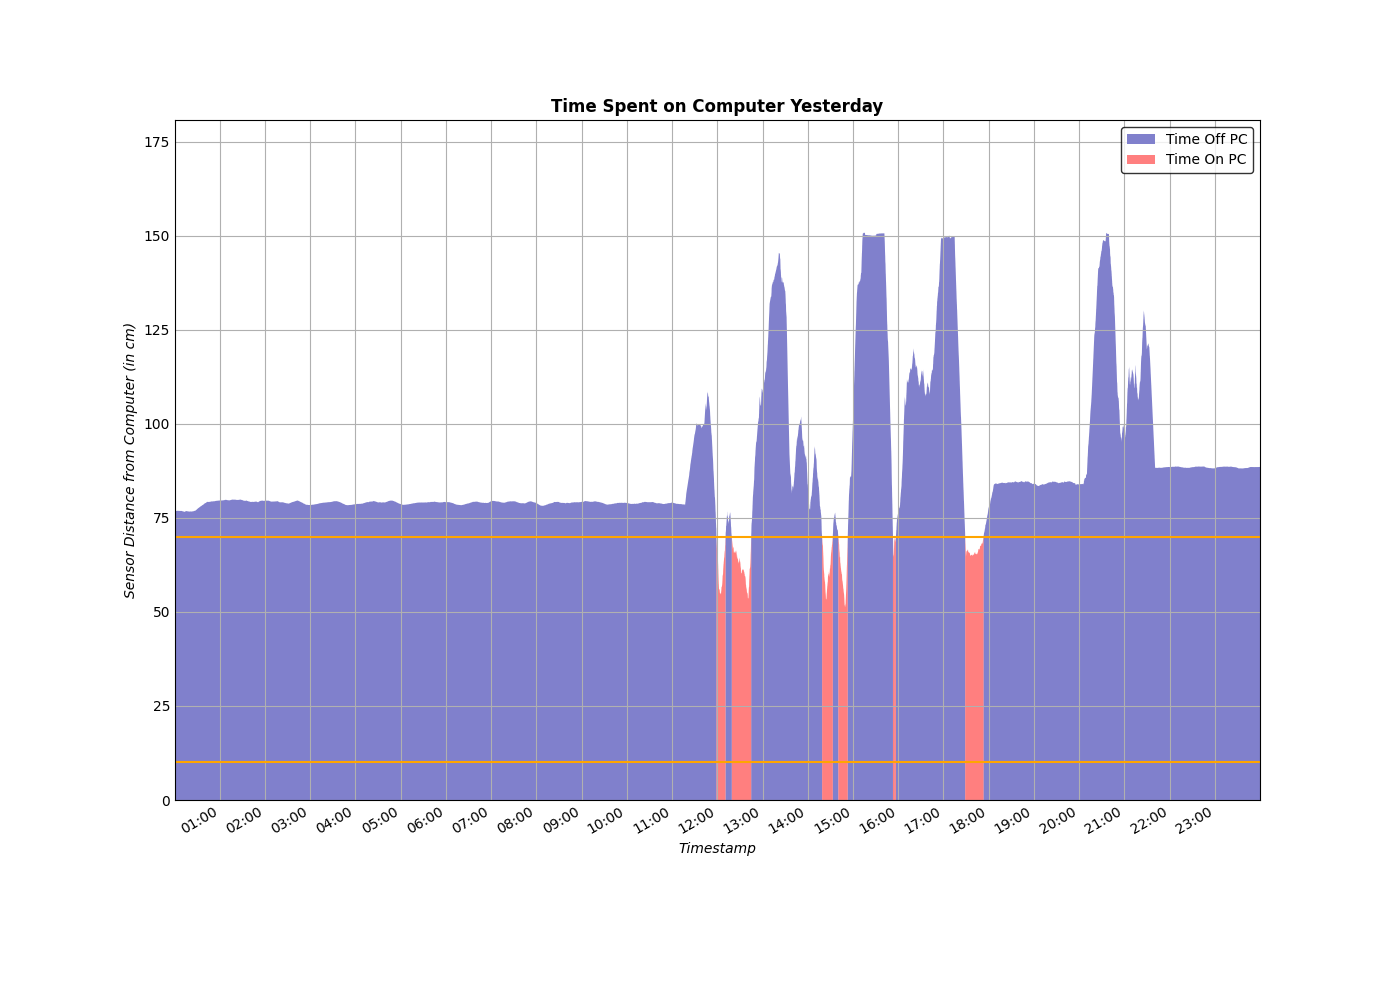 Time Spent on Computer Yesterday
Time Off PC
Time On PC
Sensor Distance from Computer (in cm)
175
150
125
100
75
50
25
0
01:00 02:00 03:00 04:00 05:00 06:00 07:00 08:00 09:00 10:00 11:00 12:00 13:00 14:00 15:00 16:00 17:00 18:00 19:00 20:00 21:00 22:00 23:00
Timestamp